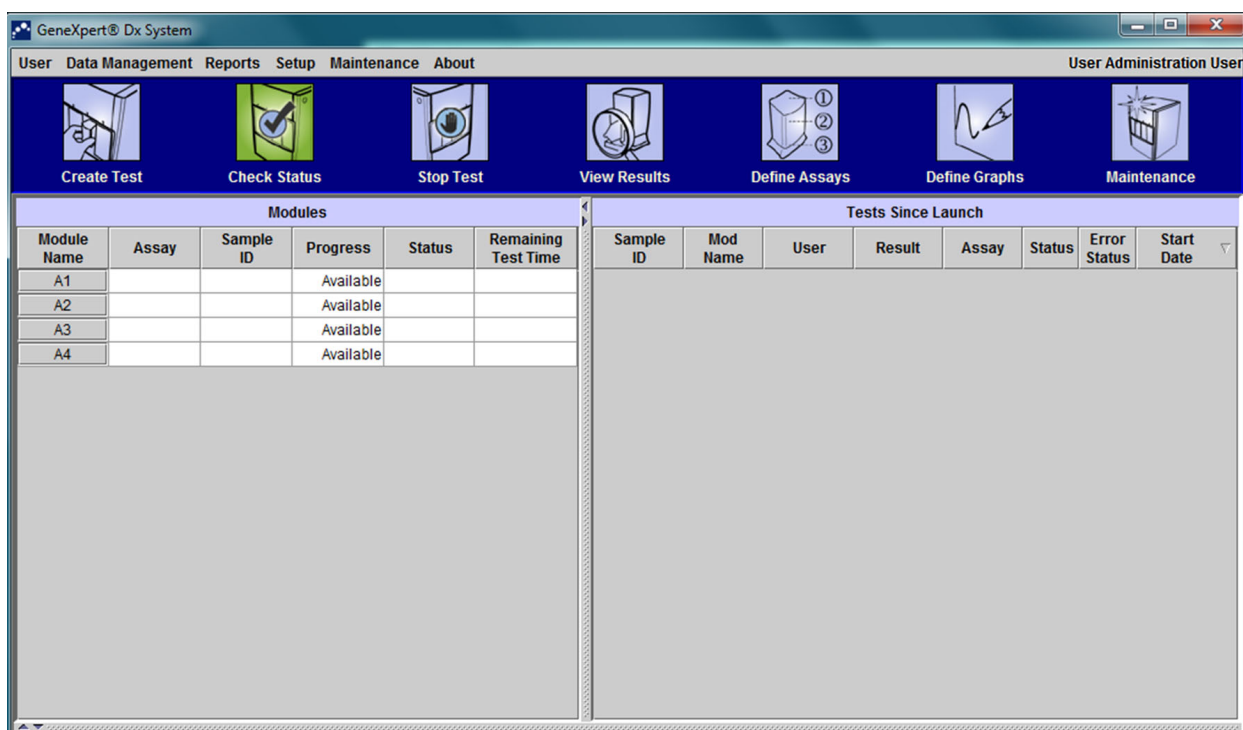 GeneXpert® Dx System
User Data Management Reports Setup Maintenance About User Administration User
① 
②
③
Create Test Check Status Stop Test View Results Define Assays Define Graphs Maintenance
Modules
Module Name Assay Sample ID Progress Status Remaining Test Time
A1 Available
A2 Available
A3 Available
A4 Available
Tests Since Launch
Sample ID Mod Name User Result Assay Status Error Status Start Date